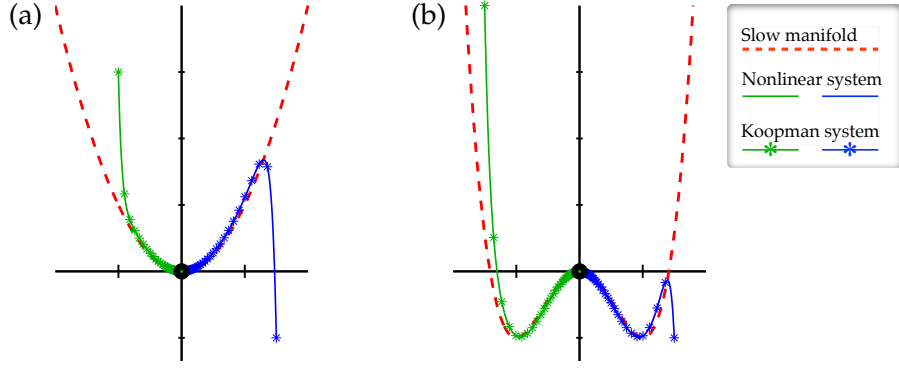 (a)
(b)
Slow manifold
Nonlinear system
Koopman system